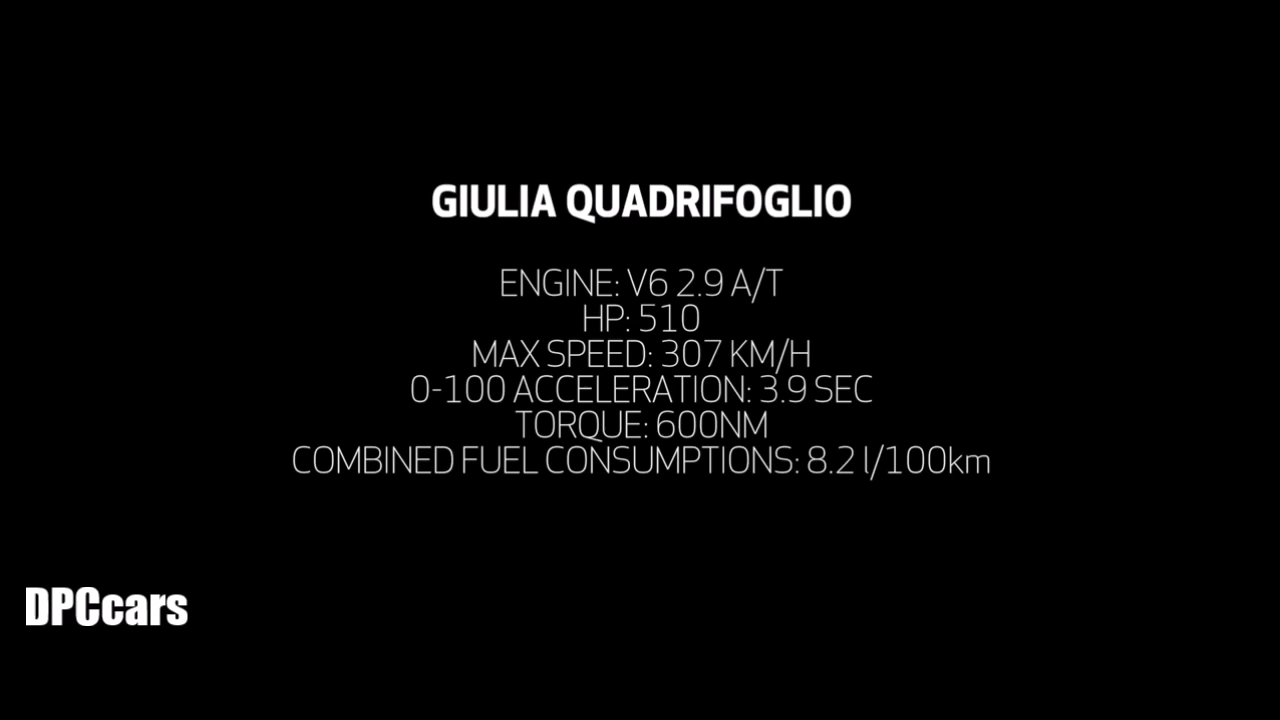 GIULIA QUADRIFOGLIO
ENGINE: V6 2.9 A/T
HP: 510
MAX SPEED: 307 KM/H
0-100 ACCELERATION: 3.9 SEC
TORQUE: 600NM
COMBINED FUEL CONSUMPTIONS: 8.2 l/100km
DPCcars